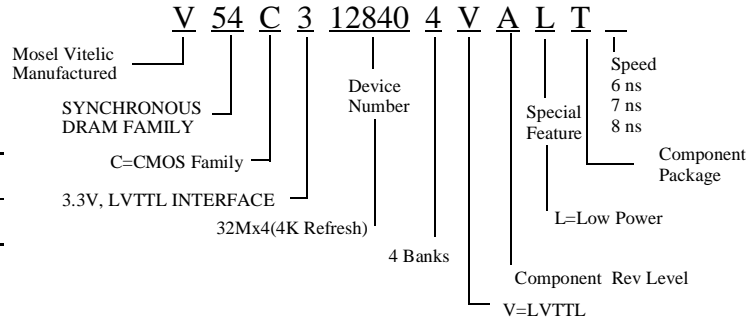 V 54 C 3 12840 4 V A L T
Mosel Vitelic
Manufactured
SYNCHRONOUS
DRAM FAMILY
C=CMOS Family
3.3V, LVTTL INTERFACE
Device
Number
32Mx4(4K Refresh)
4 Banks
V=LVTTL
Component Rev Level
Special
Feature
L=Low Power
Component
Package
Speed
6 ns
7 ns
8 ns